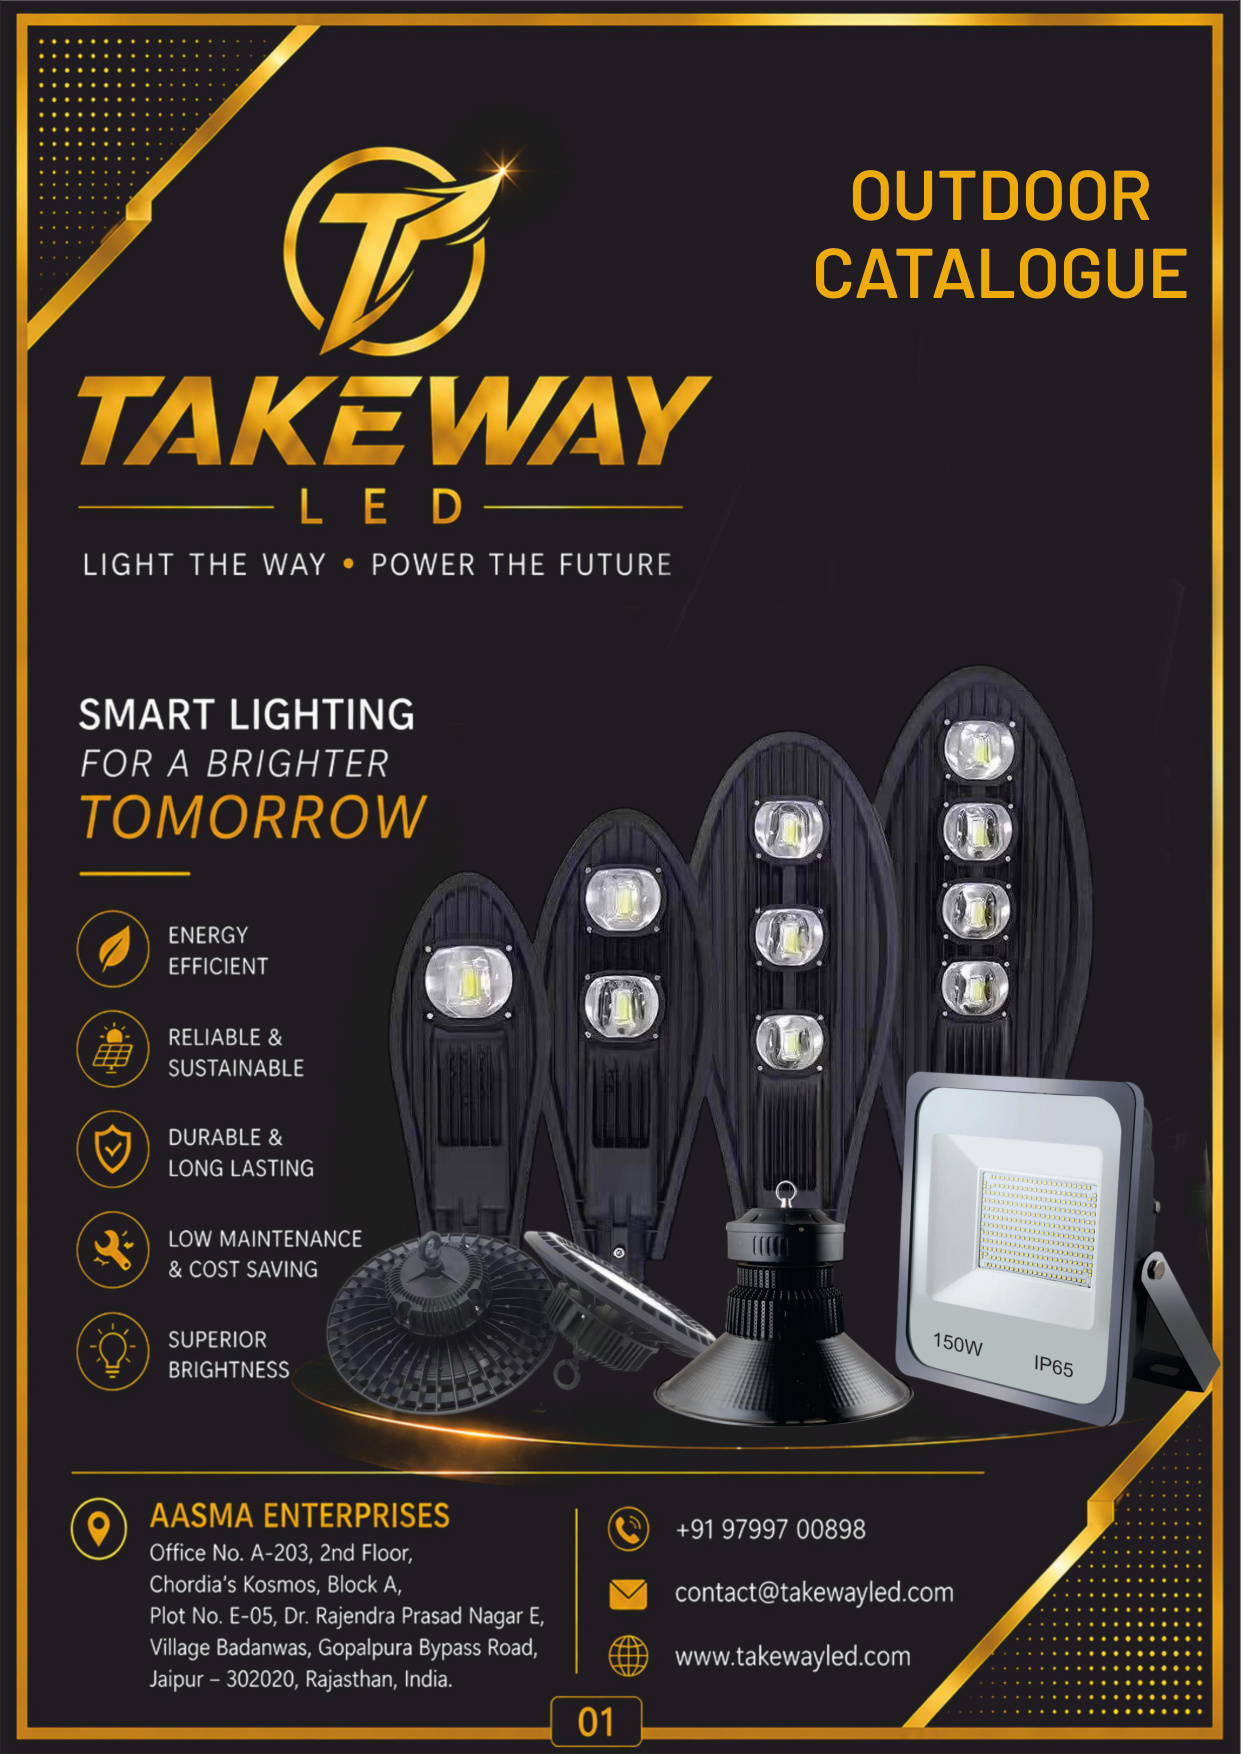 OUTDOOR
CATALOGUE
TAKEWAY
LED
LIGHT THE WAY • POWER THE FUTURE
SMART LIGHTING
FOR A BRIGHTER
TOMORROW
ENERGY
EFFICIENT
RELIABLE &
SUSTAINABLE
DURABLE &
LONG LASTING
LOW MAINTENANCE
& COST SAVING
SUPERIOR
BRIGHTNESS
150W
IP65
AASMA ENTERPRISES
Office No. A-203, 2nd Floor,
Chordia's Kosmos, Block A,
Plot No. E-05, Dr. Rajendra Prasad Nagar E,
Village Badanwas, Gopalpura Bypass Road,
Jaipur – 302020, Rajasthan, India.
+91 97997 00898
contact@takewayled.com
www.takewayled.com
01